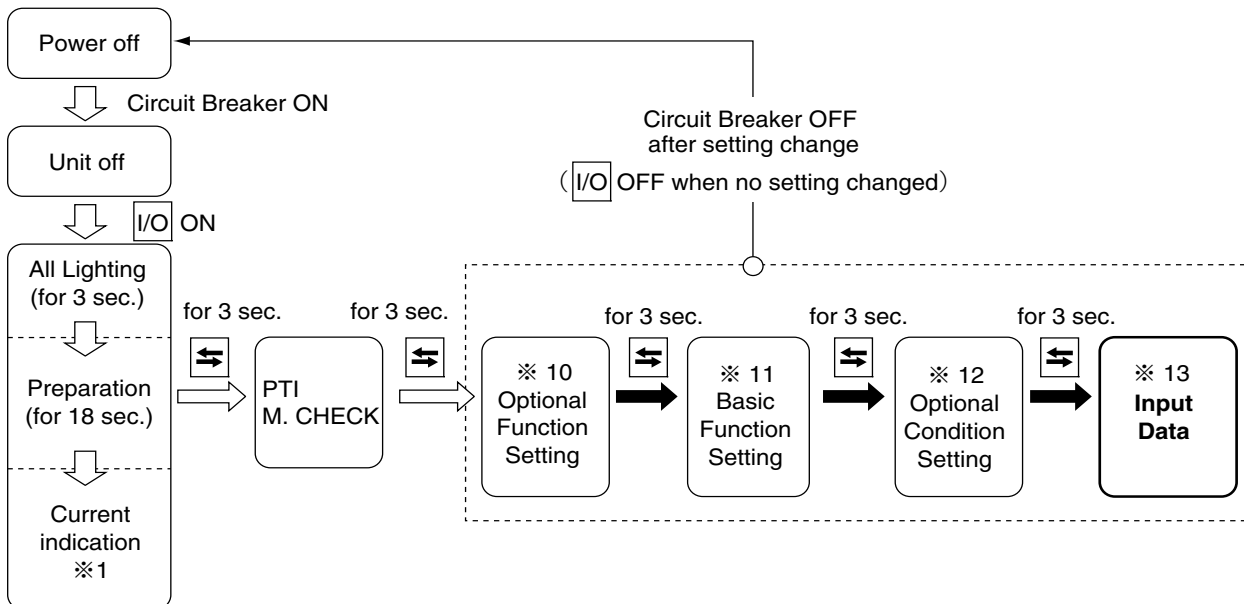 Power off
Circuit Breaker ON
Unit off
I/O ON
All Lighting
(for 3 sec.)
Preparation
(for 18 sec.)
Current
indication
※1
for 3 sec.
PTI
M. CHECK
for 3 sec.
Circuit Breaker OFF
after setting change
( I/O OFF when no setting changed)
※ 10
Optional
Function
Setting
for 3 sec.
※ 11
Basic
Function
Setting
for 3 sec.
※ 12
Optional
Condition
Setting
for 3 sec.
※ 13
Input
Data